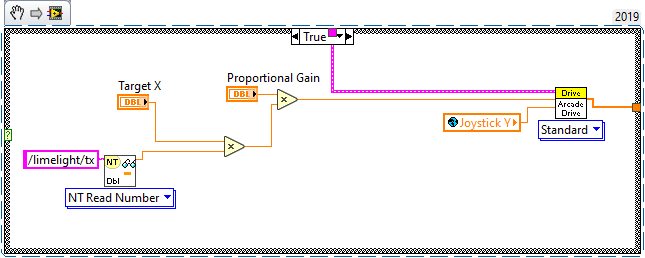 2019
True
Target X
DBL
Proportional Gain
DBL
×
×
Drive
Arcade
Drive
Joystick Y
Standard
?
/limelight/tx
NT
Dbl
NT Read Number